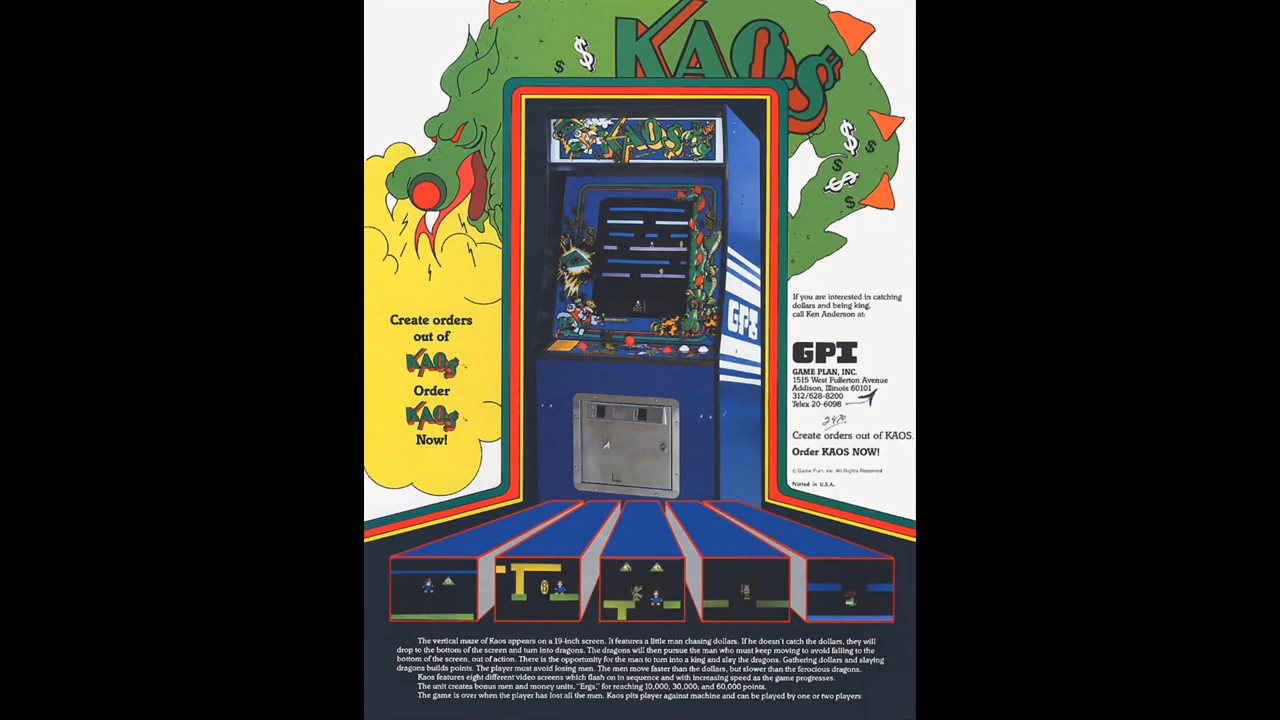 KAOS
KAOS
GPI
Create orders
out of
KAOS
Order
KAOS
Now!
If you are interested in catching
dollars and being king,
call Ken Anderson at:
GPI
GAME PLAN, INC.
1515 West Fullerton Avenue
Addison, Illinois 60101
312/628-8200
Telex 20-6098
Create orders out of KAOS.
Order KAOS NOW!
© Game Plan, Inc. All Rights Reserved
Printed in U.S.A.
The vertical maze of Kaos appears on a 19-inch screen. It features a little man chasing dollars. If he doesn't catch the dollars, they will
drop to the bottom of the screen and turn into dragons. The dragons will then pursue the man who must keep moving to avoid falling to the
bottom of the screen, out of action. There is the opportunity for the man to turn into a king and slay the dragons. Gathering dollars and slaying
dragons builds points. The player must avoid losing men. The men move faster than the dollars, but slower than the ferocious dragons.
Kaos features eight different video screens which flash on in sequence and with increasing speed as the game progresses.
The unit creates bonus men and money units, "Ergs," for reaching 10,000; 30,000; and 60,000 points.
The game is over when the player has lost all the men. Kaos pits player against machine and can be played by one or two players.